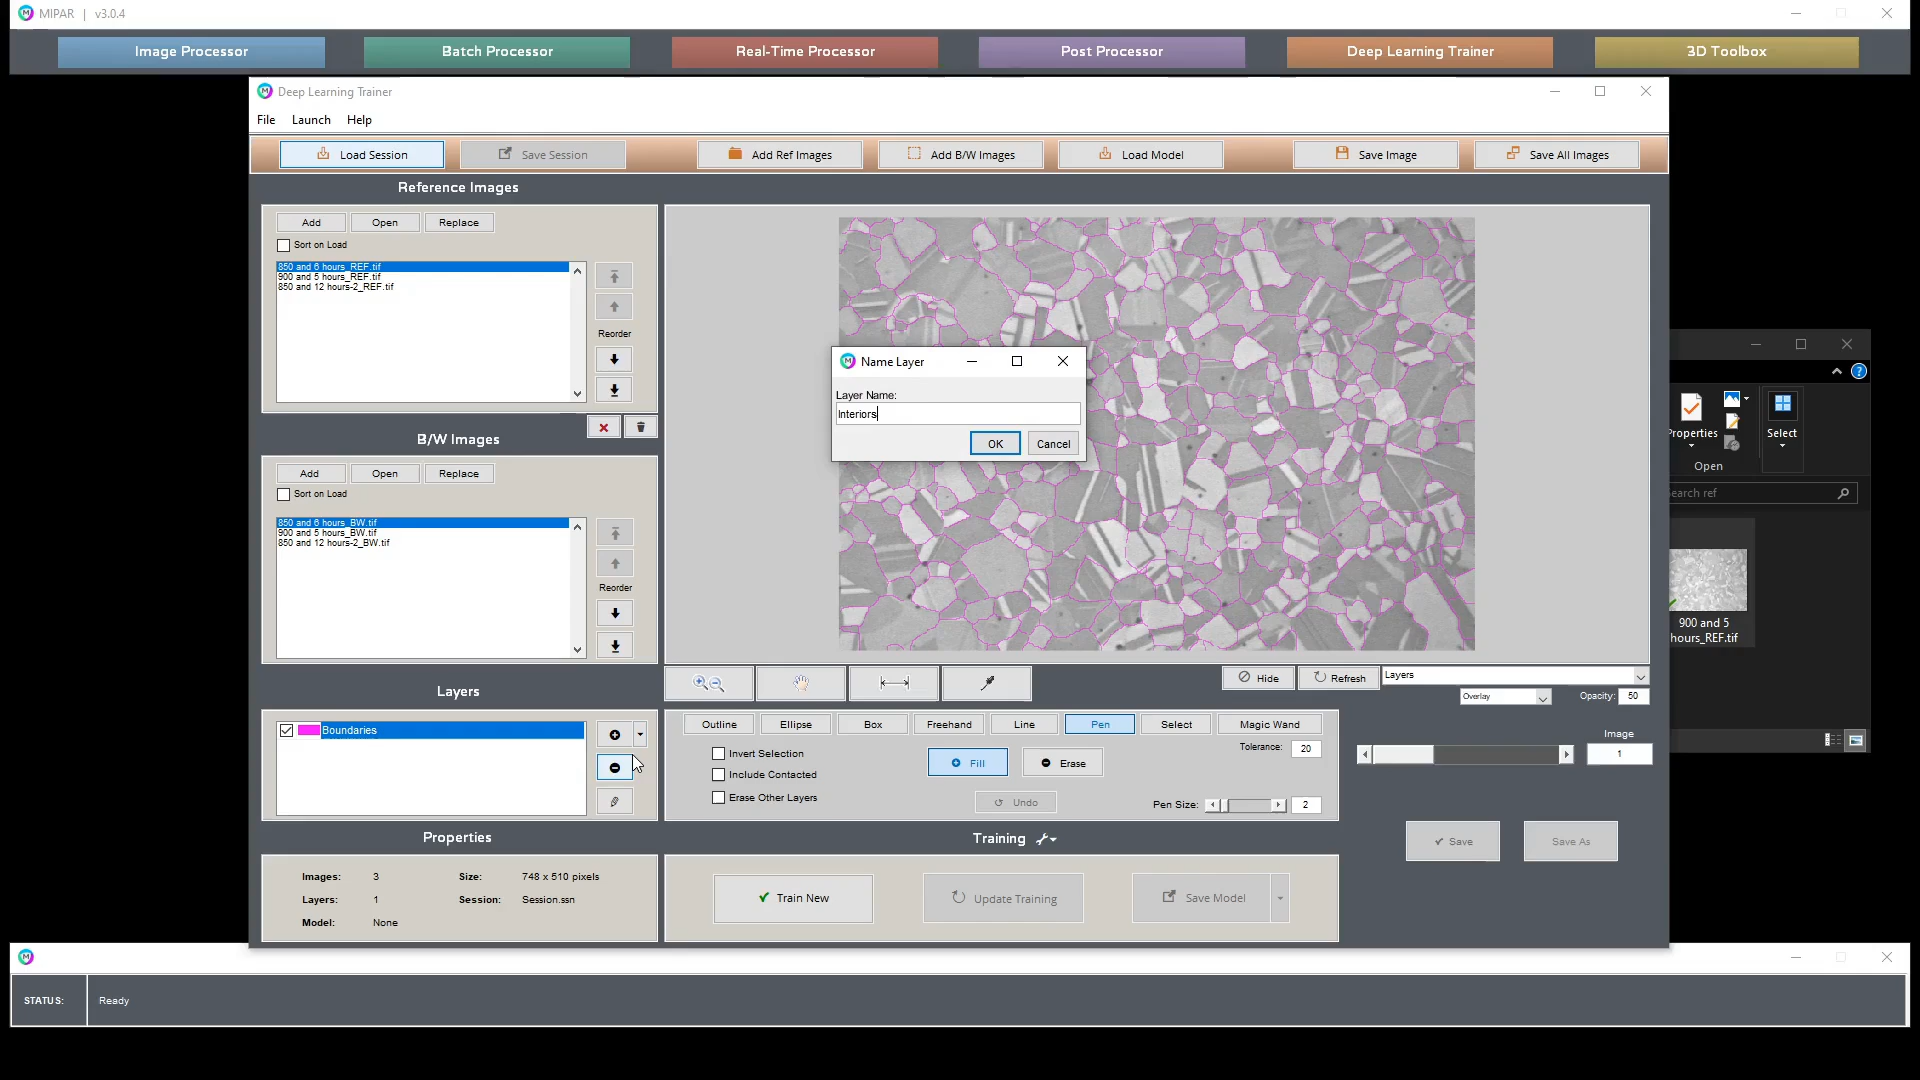 MIPAR | v3.0.4
Image Processor
Batch Processor
Real-Time Processor
Post Processor
Deep Learning Trainer
3D Toolbox
Deep Learning Trainer
File Launch Help
Load Session
Save Session
Add Ref Images
Add B/W Images
Load Model
Save Image
Save All Images
Reference Images
Add Open Replace
Sort on Load
850 and 6 hours_REF.tif
900 and 5 hours_REF.tif
850 and 12 hours-2_REF.tif
Reorder
B/W Images
Add Open Replace
Sort on Load
850 and 6 hours_BW.tif
900 and 5 hours_BW.tif
850 and 12 hours-2_BW.tif
Reorder
Layers
Boundaries
Properties
Images: 3
Size: 748 x 510 pixels
Layers: 1
Session: Session.ssn
Model: None
Name Layer
Layer Name:
Interiors
OK Cancel
Hide
Refresh
Layers
Overlay
Opacity: 50
Outline Ellipse Box Freehand Line Pen Select Magic Wand
Invert Selection
Include Contacted
Erase Other Layers
Fill
Erase
Undo
Tolerance: 20
Pen Size: 2
Image
1
Training
Train New
Update Training
Save Model
Save
Save As
Properties
Select
Open
Search ref
900 and 5
hours_REF.tif
STATUS: Ready